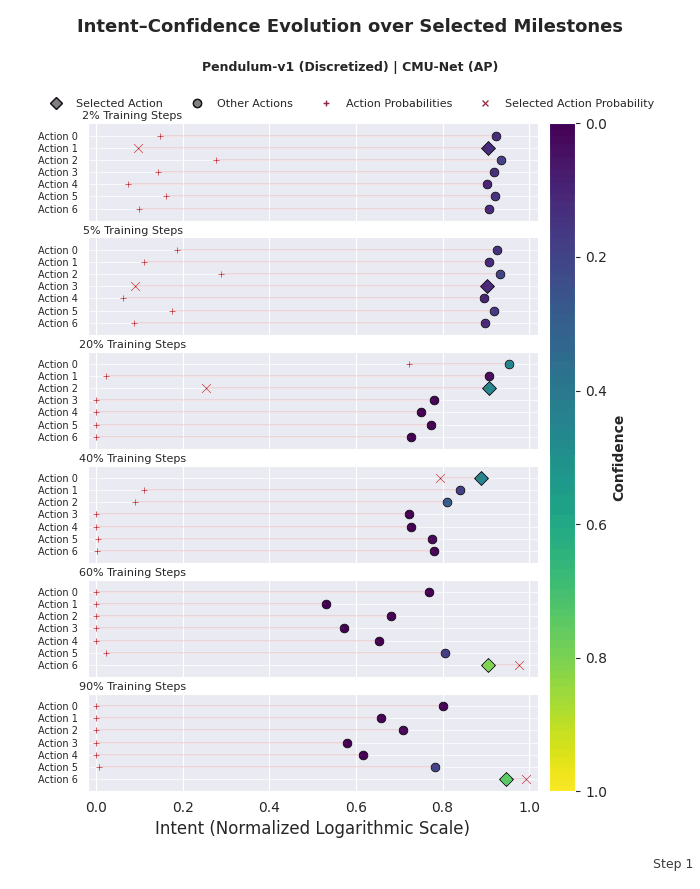 Intent–Confidence Evolution over Selected Milestones
Pendulum-v1 (Discretized) | CMU-Net (AP)
Selected Action
Other Actions
Action Probabilities
Selected Action Probability
2% Training Steps
Action 0
Action 1
Action 2
Action 3
Action 4
Action 5
Action 6
5% Training Steps
Action 0
Action 1
Action 2
Action 3
Action 4
Action 5
Action 6
20% Training Steps
Action 0
Action 1
Action 2
Action 3
Action 4
Action 5
Action 6
40% Training Steps
Action 0
Action 1
Action 2
Action 3
Action 4
Action 5
Action 6
60% Training Steps
Action 0
Action 1
Action 2
Action 3
Action 4
Action 5
Action 6
90% Training Steps
Action 0
Action 1
Action 2
Action 3
Action 4
Action 5
Action 6
0.0 0.2 0.4 0.6 0.8 1.0
Intent (Normalized Logarithmic Scale)
0.0
0.2
0.4
0.6
0.8
1.0
Confidence
Step 1